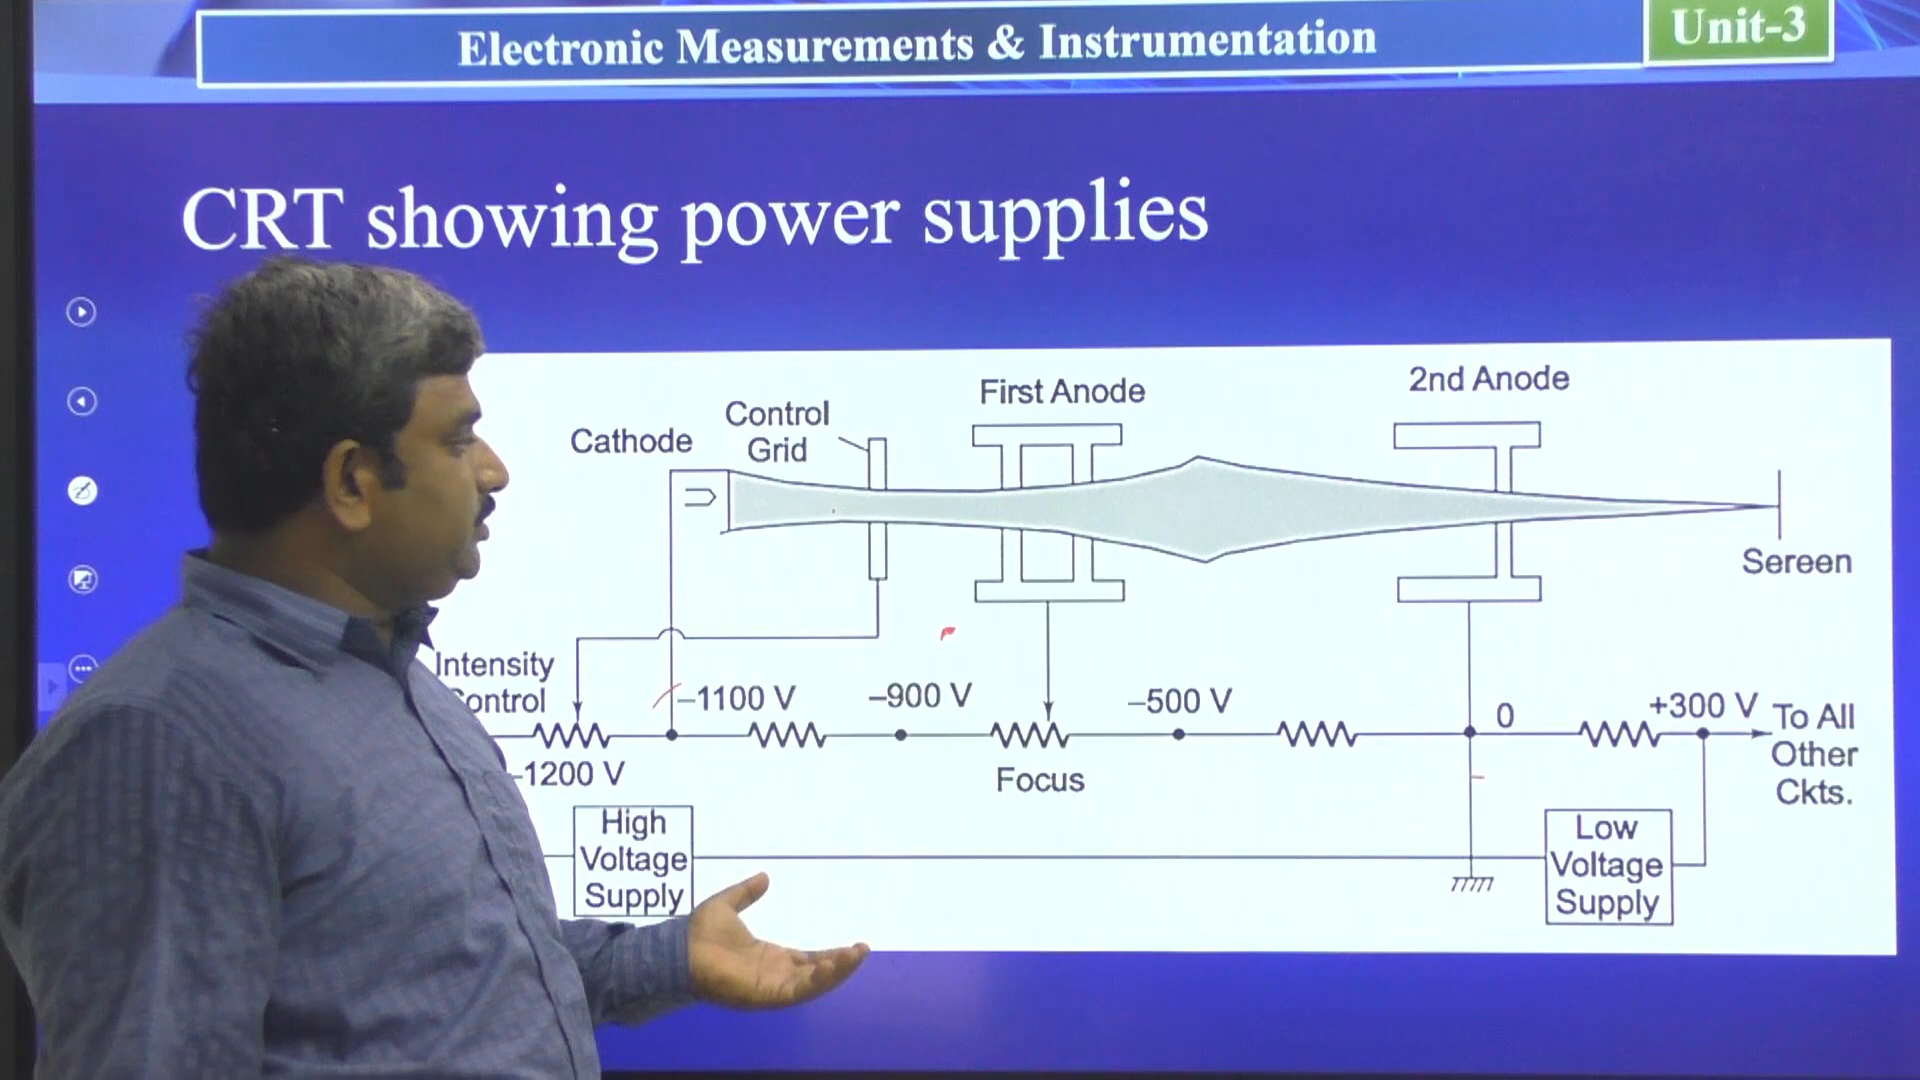 Electronic Measurements & Instrumentation
Unit-3
CRT showing power supplies
2nd Anode
First Anode
Control
Grid
Cathode
Sereen
Intensity
ontrol
–1100 V
–900 V
–500 V
0
+300 V
To All
Other
Ckts.
–1200 V
Focus
High
Voltage
Supply
Low
Voltage
Supply